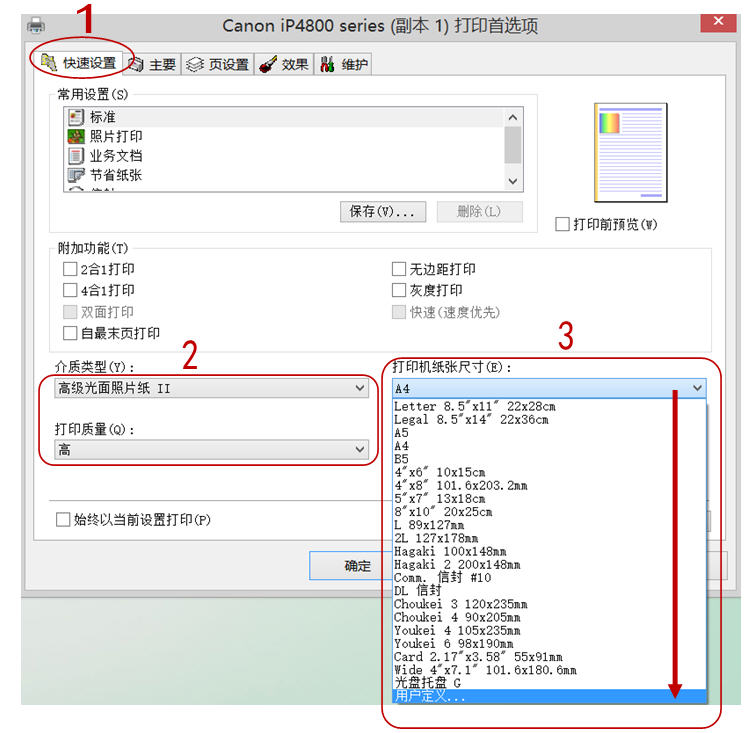 1
Canon iP4800 series (副本 1) 打印首选项
快速设置 主要 页设置 效果 维护
常用设置(S)
标准
照片打印
业务文档
节省纸张
保存(V)... 删除(L)
打印前预览(W)
附加功能(T)
2合1打印 无边距打印
4合1打印 灰度打印
双面打印 快速(速度优先)
自最末页打印
2 3
介质类型(Y): 打印机纸张尺寸(E):
高级光面照片纸 II A4
打印质量(Q):
高
Letter 8.5"x11" 22x28cm
Legal 8.5"x14" 22x36cm
A5
A4
B5
4"x6" 10x15cm
4"x8" 101.6x203.2mm
5"x7" 13x18cm
8"x10" 20x25cm
L 89x127mm
2L 127x178mm
Hagaki 100x148mm
Hagaki 2 200x148mm
Comm. 信封 #10
DL 信封
Choukei 3 120x235mm
Choukei 4 90x205mm
Youkei 4 105x235mm
Youkei 6 98x190mm
Card 2.17"x3.58" 55x91mm
Wide 4"x7.1" 101.6x180.6mm
光盘托盘 G
用户定义...
始终以当前设置打印(P)
确定